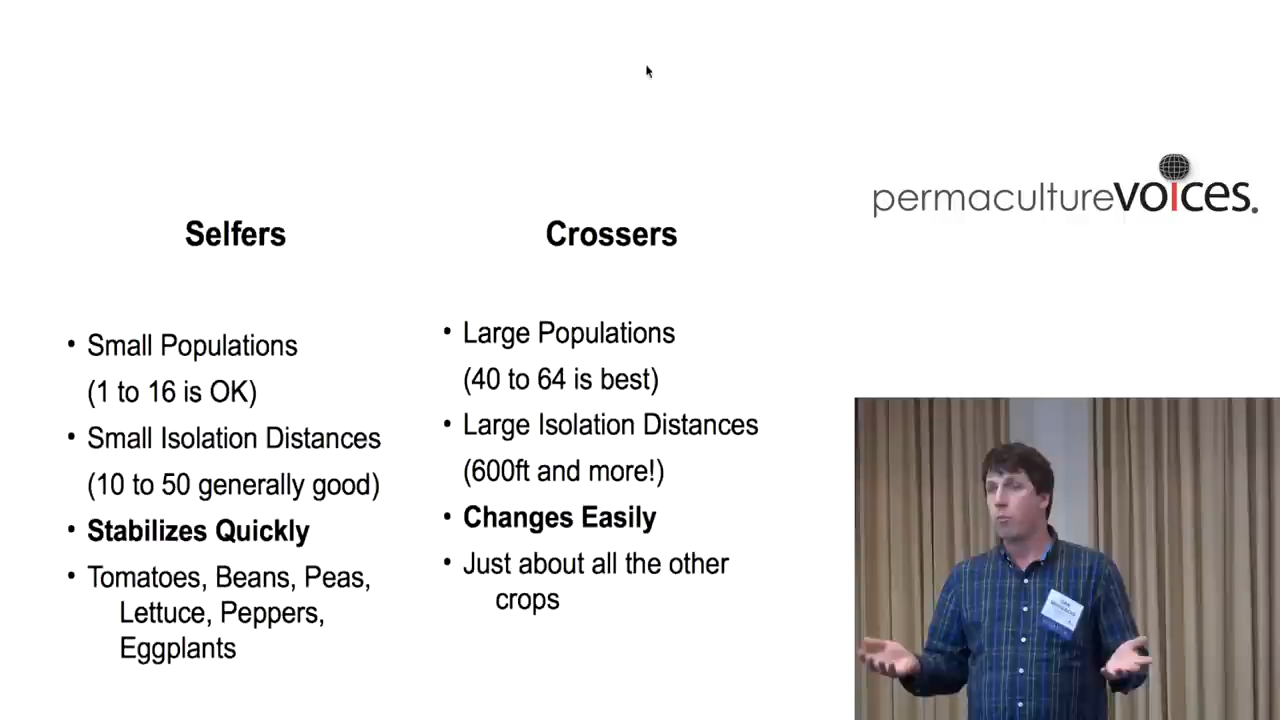 permaculturevoices.
Selfers
Crossers
• Small Populations
(1 to 16 is OK)
• Small Isolation Distances
(10 to 50 generally good)
• Stabilizes Quickly
• Tomatoes, Beans, Peas,
Lettuce, Peppers,
Eggplants
• Large Populations
(40 to 64 is best)
• Large Isolation Distances
(600ft and more!)
• Changes Easily
• Just about all the other
crops